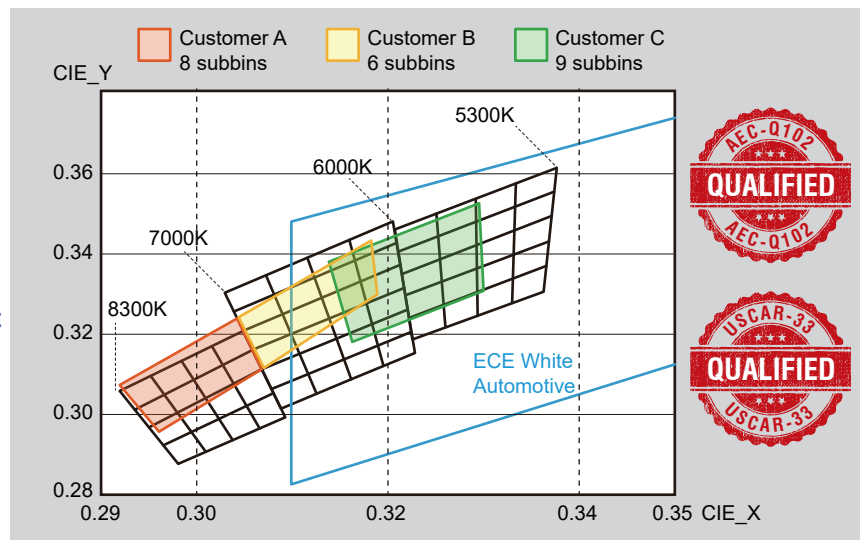 Customer A
8 subbins
Customer B
6 subbins
Customer C
9 subbins
CIE_Y
5300K
6000K
7000K
8300K
0.36
0.34
0.32
0.30
0.28
ECE White
Automotive
0.29
0.30
0.32
0.34
0.35
CIE_X
AEC-Q102
QUALIFIED
AEC-Q102
USCAR-33
QUALIFIED
USCAR-33